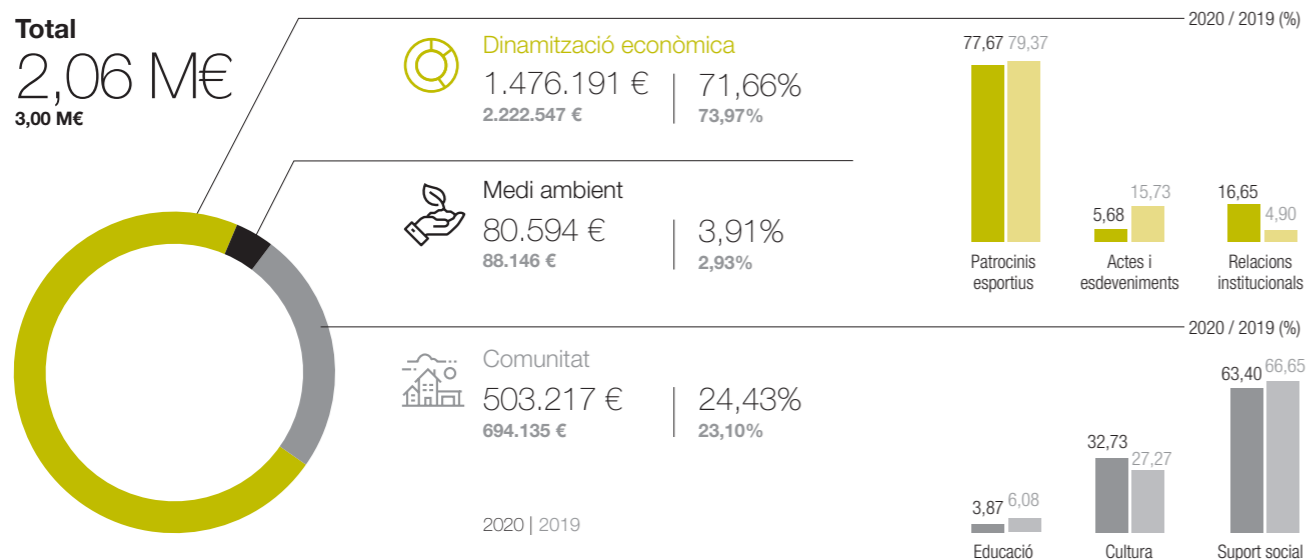 Total
2,06 M€
3,00 M€
Dinamització econòmica
1.476.191 €
71,66%
2.222.547 €
73,97%
2020 / 2019 (%)
77,67
79,37
5,68
15,73
16,65
4,90
Patrocinis
esportius
Actes i
esdeveniments
Relacions
institucionals
Medi ambient
80.594 €
3,91%
88.146 €
2,93%
Comunitat
503.217 €
24,43%
694.135 €
23,10%
2020 / 2019 (%)
3,87
6,08
32,73
27,27
63,40
66,65
Educació
Cultura
Suport social
2020 | 2019